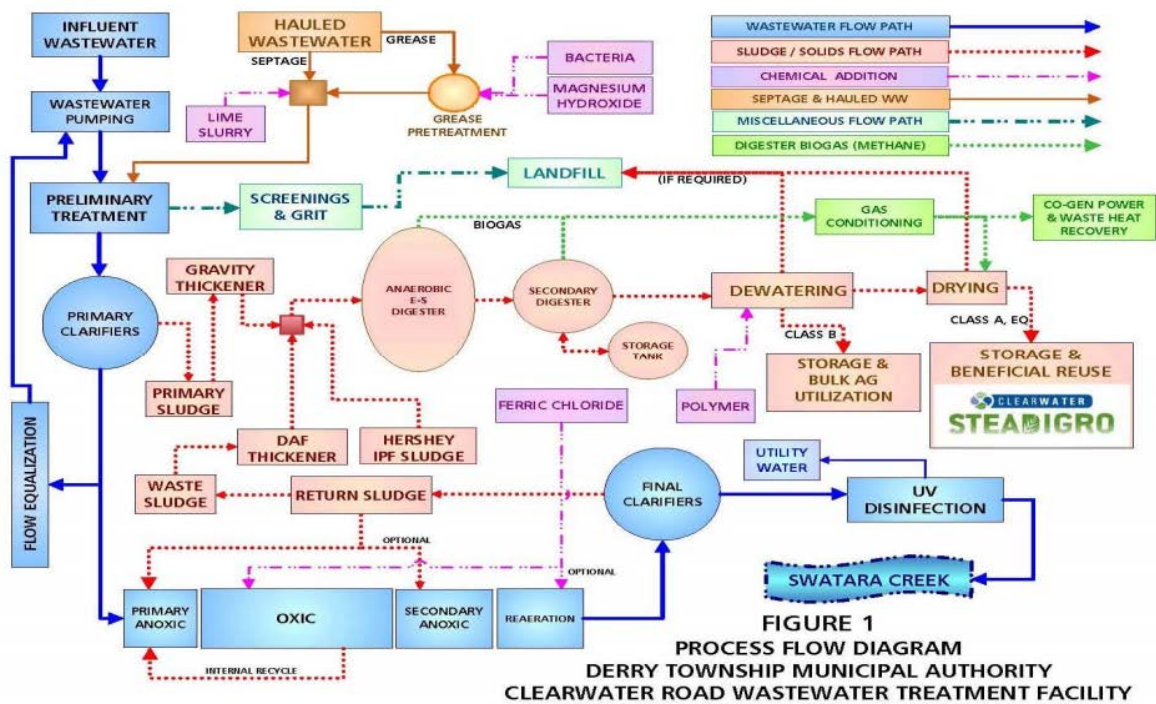 INFLUENT
WASTEWATER
HAULED
WASTEWATER
GREASE
SEPTAGE
BACTERIA
MAGNESIUM
HYDROXIDE
LIME
SLURRY
GREASE
PRETREATMENT
WASTEWATER FLOW PATH
SLUDGE / SOLIDS FLOW PATH
CHEMICAL ADDITION
SEPTAGE & HAULED WW
MISCELLANEOUS FLOW PATH
DIGESTER BIOGAS (METHANE)
WASTEWATER
PUMPING
PRELIMINARY
TREATMENT
SCREENINGS
& GRIT
LANDFILL
(IF REQUIRED)
BIOGAS
GAS
CONDITIONING
CO-GEN POWER
& WASTE HEAT
RECOVERY
GRAVITY
THICKENER
PRIMARY
CLARIFIERS
ANAEROBIC
E-S
DIGESTER
SECONDARY
DIGESTER
STORAGE
TANK
DEWATERING
DRYING
CLASS B
CLASS A, EQ
STORAGE &
BULK AG
UTILIZATION
STORAGE &
BENEFICIAL REUSE
CLEARWATER
STEADIGRO
PRIMARY
SLUDGE
FERRIC CHLORIDE
POLYMER
DAF
THICKENER
HERSHEY
IPF SLUDGE
WASTE
SLUDGE
RETURN SLUDGE
FLOW EQUALIZATION
FINAL
CLARIFIERS
UTILITY
WATER
UV
DISINFECTION
OPTIONAL
OPTIONAL
PRIMARY
ANOXIC
OXIC
SECONDARY
ANOXIC
REAERATION
INTERNAL RECYCLE
SWATARA CREEK
FIGURE 1
PROCESS FLOW DIAGRAM
DERRY TOWNSHIP MUNICIPAL AUTHORITY
CLEARWATER ROAD WASTEWATER TREATMENT FACILITY